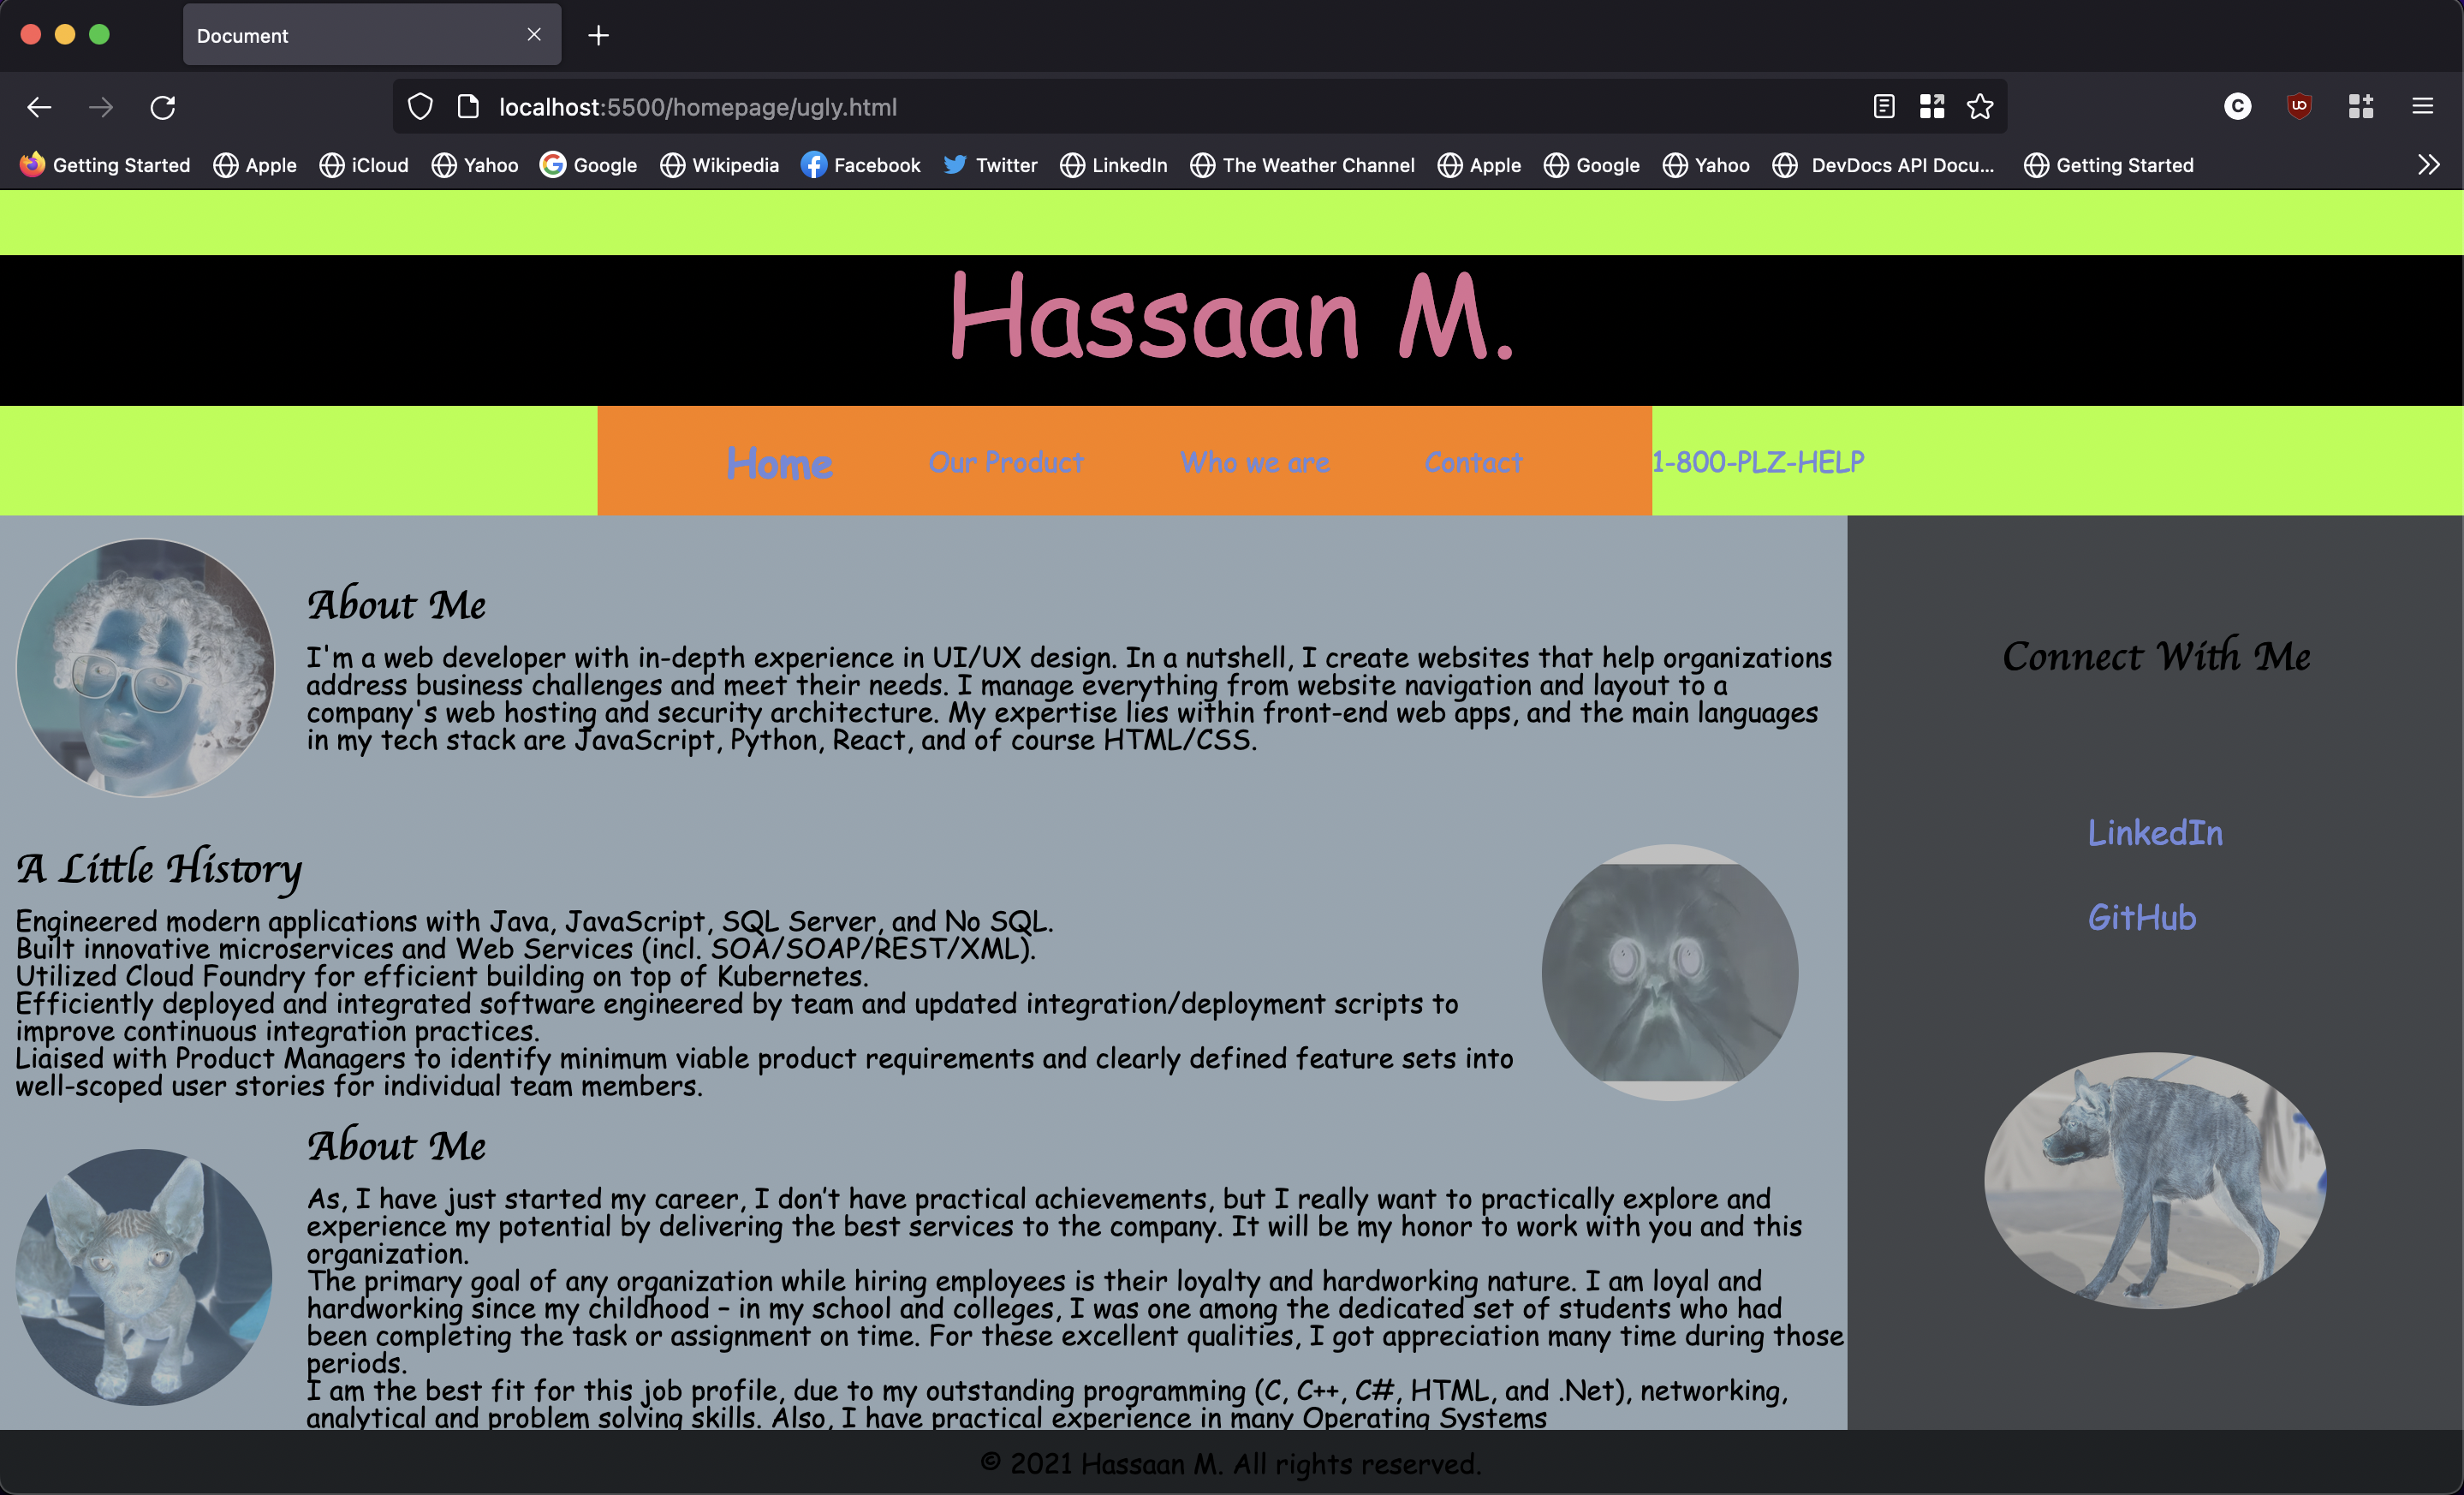 Document
localhost:5500/homepage/ugly.html
Getting Started Apple iCloud Yahoo Google Wikipedia Facebook Twitter LinkedIn The Weather Channel Apple Google Yahoo DevDocs API Docu... Getting Started
Hassaan M.
Home Our Product Who we are Contact 1-800-PLZ-HELP
About Me
I'm a web developer with in-depth experience in UI/UX design. In a nutshell, I create websites that help organizations
address business challenges and meet their needs. I manage everything from website navigation and layout to a
company's web hosting and security architecture. My expertise lies within front-end web apps, and the main languages
in my tech stack are JavaScript, Python, React, and of course HTML/CSS.
A Little History
Engineered modern applications with Java, JavaScript, SQL Server, and No SQL.
Built innovative microservices and Web Services (incl. SOA/SOAP/REST/XML).
Utilized Cloud Foundry for efficient building on top of Kubernetes.
Efficiently deployed and integrated software engineered by team and updated integration/deployment scripts to
improve continuous integration practices.
Liaised with Product Managers to identify minimum viable product requirements and clearly defined feature sets into
well-scoped user stories for individual team members.
About Me
As, I have just started my career, I don’t have practical achievements, but I really want to practically explore and
experience my potential by delivering the best services to the company. It will be my honor to work with you and this
organization.
The primary goal of any organization while hiring employees is their loyalty and hardworking nature. I am loyal and
hardworking since my childhood – in my school and colleges, I was one among the dedicated set of students who had
been completing the task or assignment on time. For these excellent qualities, I got appreciation many time during those
periods.
I am the best fit for this job profile, due to my outstanding programming (C, C++, C#, HTML, and .Net), networking,
analytical and problem solving skills. Also, I have practical experience in many Operating Systems
Connect With Me
LinkedIn
GitHub
© 2021 Hassaan M. All rights reserved.